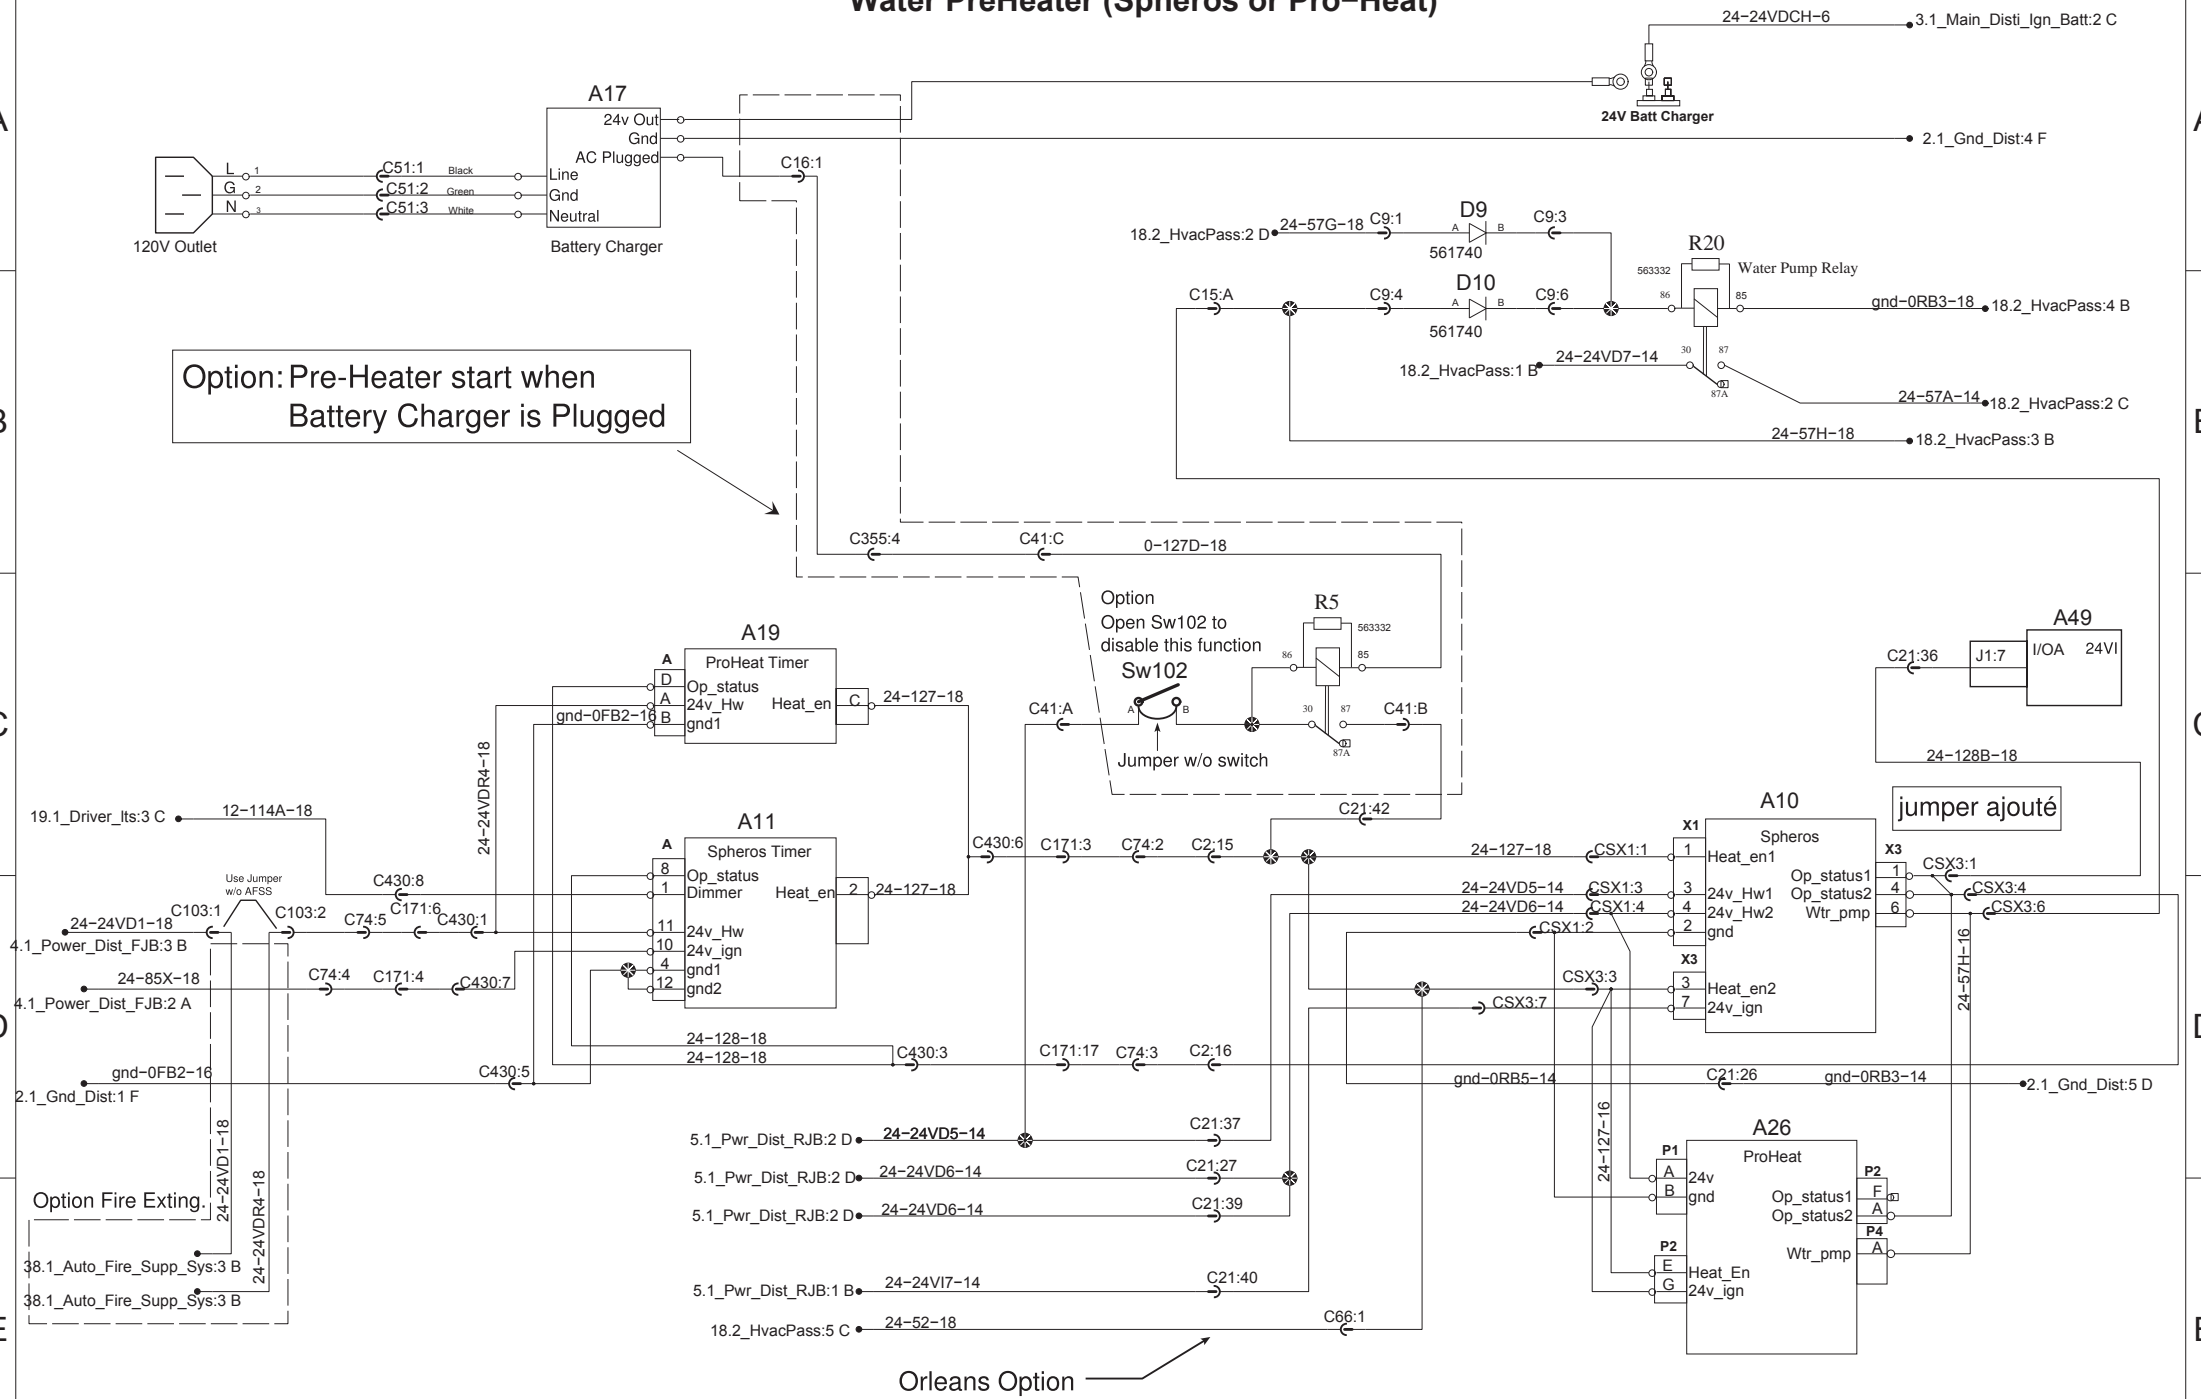 Water PreHeater (Spheros or Pro-Heat)
24-24VDCH-6
3.1_Main_Disti_Ign_Batt:2 C
24V Batt Charger
A
A17
24v Out
Gnd
AC Plugged
Line
Gnd
Neutral
Battery Charger
L 1
G 2
N 3
C51:1 Black
C51:2 Green
C51:3 White
120V Outlet
C16:1
2.1_Gnd_Dist:4 F
18.2_HvacPass:2 D
24-57G-18
C9:1
D9
A B
561740
C9:3
R20
563332
Water Pump Relay
C15:A
C9:4
D10
A B
561740
C9:6
86
85
gnd-0RB3-18
18.2_HvacPass:4 B
18.2_HvacPass:1 B
24-24VD7-14
30
87
87A
24-57A-14
18.2_HvacPass:2 C
24-57H-18
18.2_HvacPass:3 B
Option: Pre-Heater start when
Battery Charger is Plugged
B
C355:4
C41:C
0-127D-18
Option
Open Sw102 to
disable this function
Sw102
A B
Jumper w/o switch
C41:A
R5
563332
86
85
30
87
87A
C41:B
C21:42
A49
I/OA
24VI
J1:7
C21:36
24-128B-18
jumper ajouté
A19
ProHeat Timer
A
D Op_status
A 24v_Hw
B gnd1
Heat_en
C
24-127-18
gnd-0FB2-16
24-24VDR4-18
C
19.1_Driver_lts:3 C
12-114A-18
A11
Spheros Timer
A
8 Op_status
1 Dimmer
11 24v_Hw
10 24v_ign
4 gnd1
12 gnd2
Heat_en
2
24-127-18
C430:8
Use Jumper
w/o AFSS
C103:1
C103:2
C74:5
C171:6
C430:1
24-24VD1-18
4.1_Power_Dist_FJB:3 B
24-85X-18
4.1_Power_Dist_FJB:2 A
C74:4
C171:4
C430:7
C430:6
C171:3
C74:2
C2:15
24-127-18
CSX1:1
24-24VD5-14
CSX1:3
24-24VD6-14
CSX1:4
CSX1:2
CSX3:3
CSX3:7
A10
Spheros
X1
1 Heat_en1
3 24v_Hw1
4 24v_Hw2
2 gnd
X3
3 Heat_en2
7 24v_ign
X3
Op_status1 1
Op_status2 4
Wtr_pmp 6
CSX3:1
CSX3:4
CSX3:6
24-57H-16
D
24-128-18
24-128-18
C430:3
C171:17
C74:3
C2:16
gnd-0FB2-16
C430:5
2.1_Gnd_Dist:1 F
gnd-0RB5-14
C21:26
gnd-0RB3-14
2.1_Gnd_Dist:5 D
24-127-16
5.1_Pwr_Dist_RJB:2 D
24-24VD5-14
C21:37
5.1_Pwr_Dist_RJB:2 D
24-24VD6-14
C21:27
5.1_Pwr_Dist_RJB:2 D
24-24VD6-14
C21:39
5.1_Pwr_Dist_RJB:1 B
24-24VI7-14
C21:40
18.2_HvacPass:5 C
24-52-18
C66:1
Orleans Option
24-24VD1-18
24-24VDR4-18
Option Fire Exting.
38.1_Auto_Fire_Supp_Sys:3 B
38.1_Auto_Fire_Supp_Sys:3 B
A26
ProHeat
P1
A 24v
B gnd
P2
E Heat_En
G 24v_ign
P2
Op_status1 F
Op_status2 A
P4
Wtr_pmp A
E